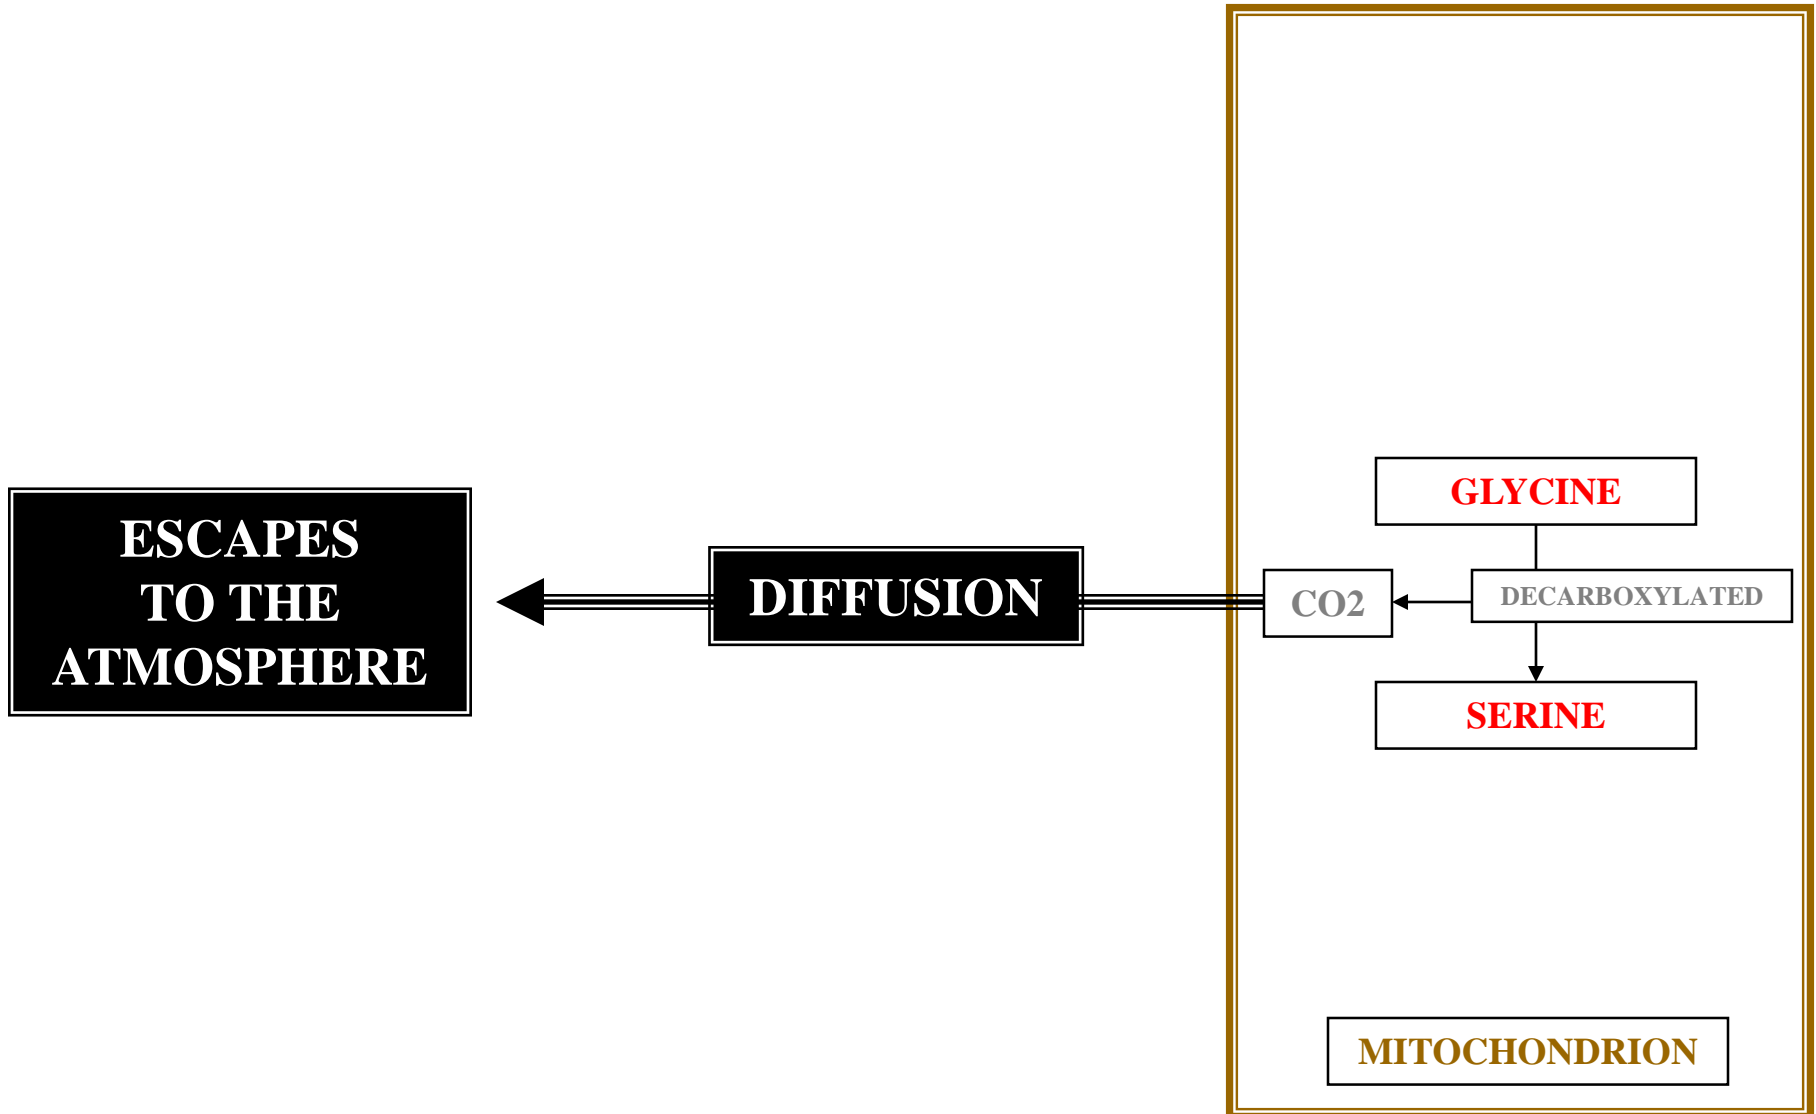 ESCAPES
TO THE
ATMOSPHERE
DIFFUSION
GLYCINE
CO2
DECARBOXYLATED
SERINE
MITOCHONDRION